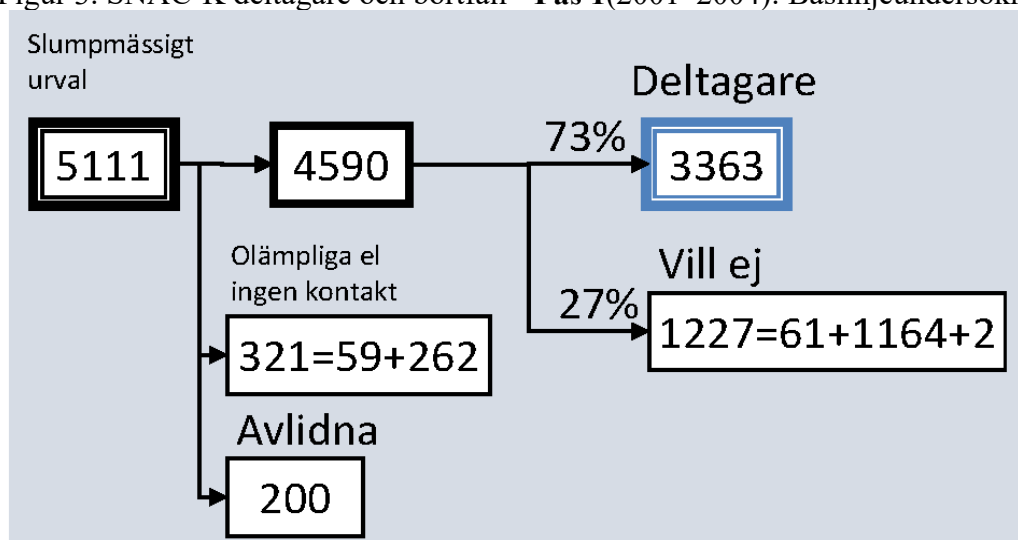 Slumpmässigt
urval
Deltagare
5111
4590
73%
3363
Olämpliga el
ingen kontakt
Vill ej
27%
321=59+262
1227=61+1164+2
Avlidna
200